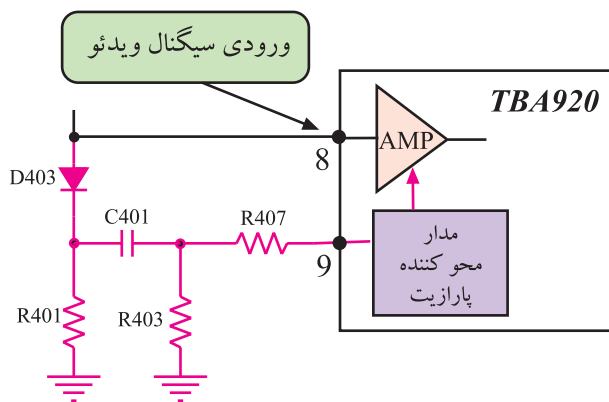 ورودی سیگنال ویدئو
TBA920
AMP
8
D403
C401
R407
9
مدار
محو کننده
پارازیت
R401
R403